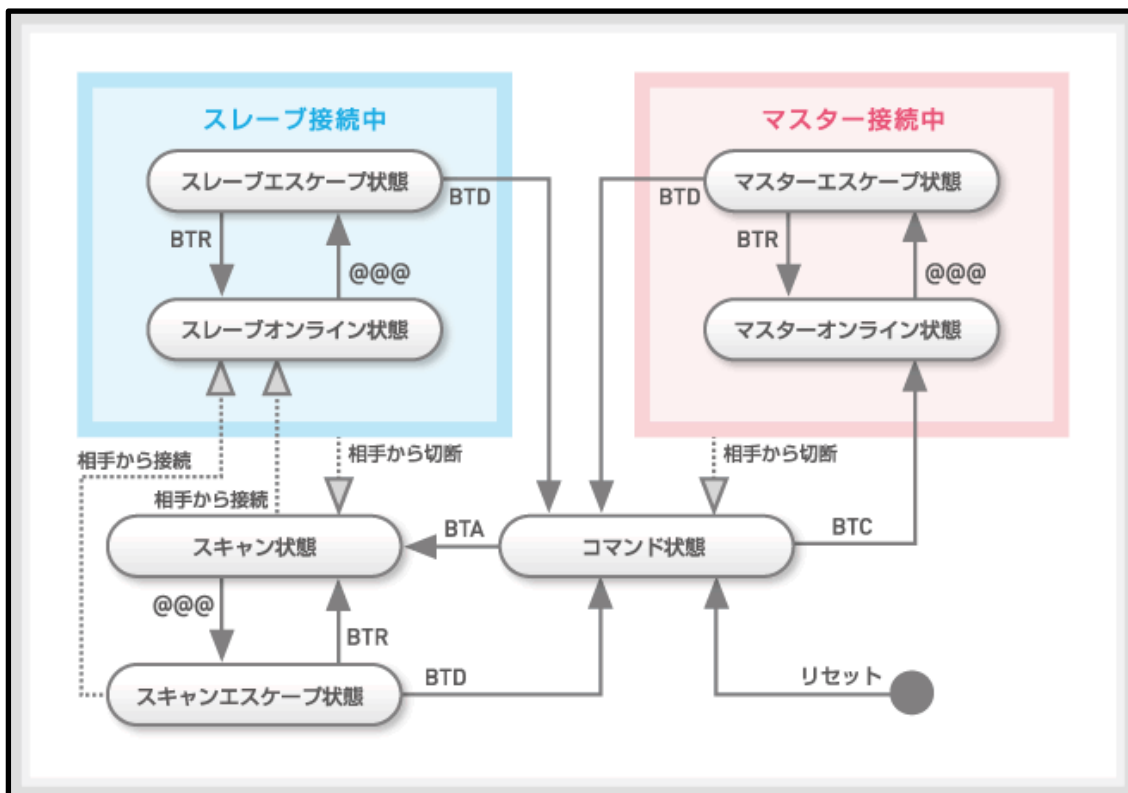 スレーブ接続中
マスター接続中
スレーブエスケープ状態
BTD
BTD
マスターエスケープ状態
BTR
@@@
BTR
@@@
スレーブオンライン状態
マスターオンライン状態
相手から接続
相手から切断
相手から切断
相手から接続
スキャン状態
BTA
コマンド状態
BTC
@@@
BTR
スキャンエスケープ状態
BTD
リセット